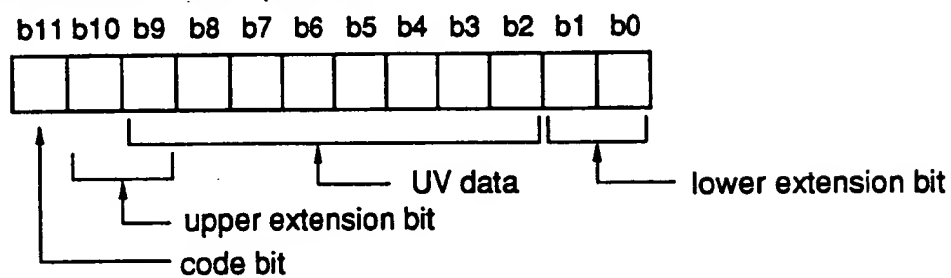 b11 b10 b9 b8 b7 b6 b5 b4 b3 b2 b1 b0
UV data
lower extension bit
upper extension bit
code bit